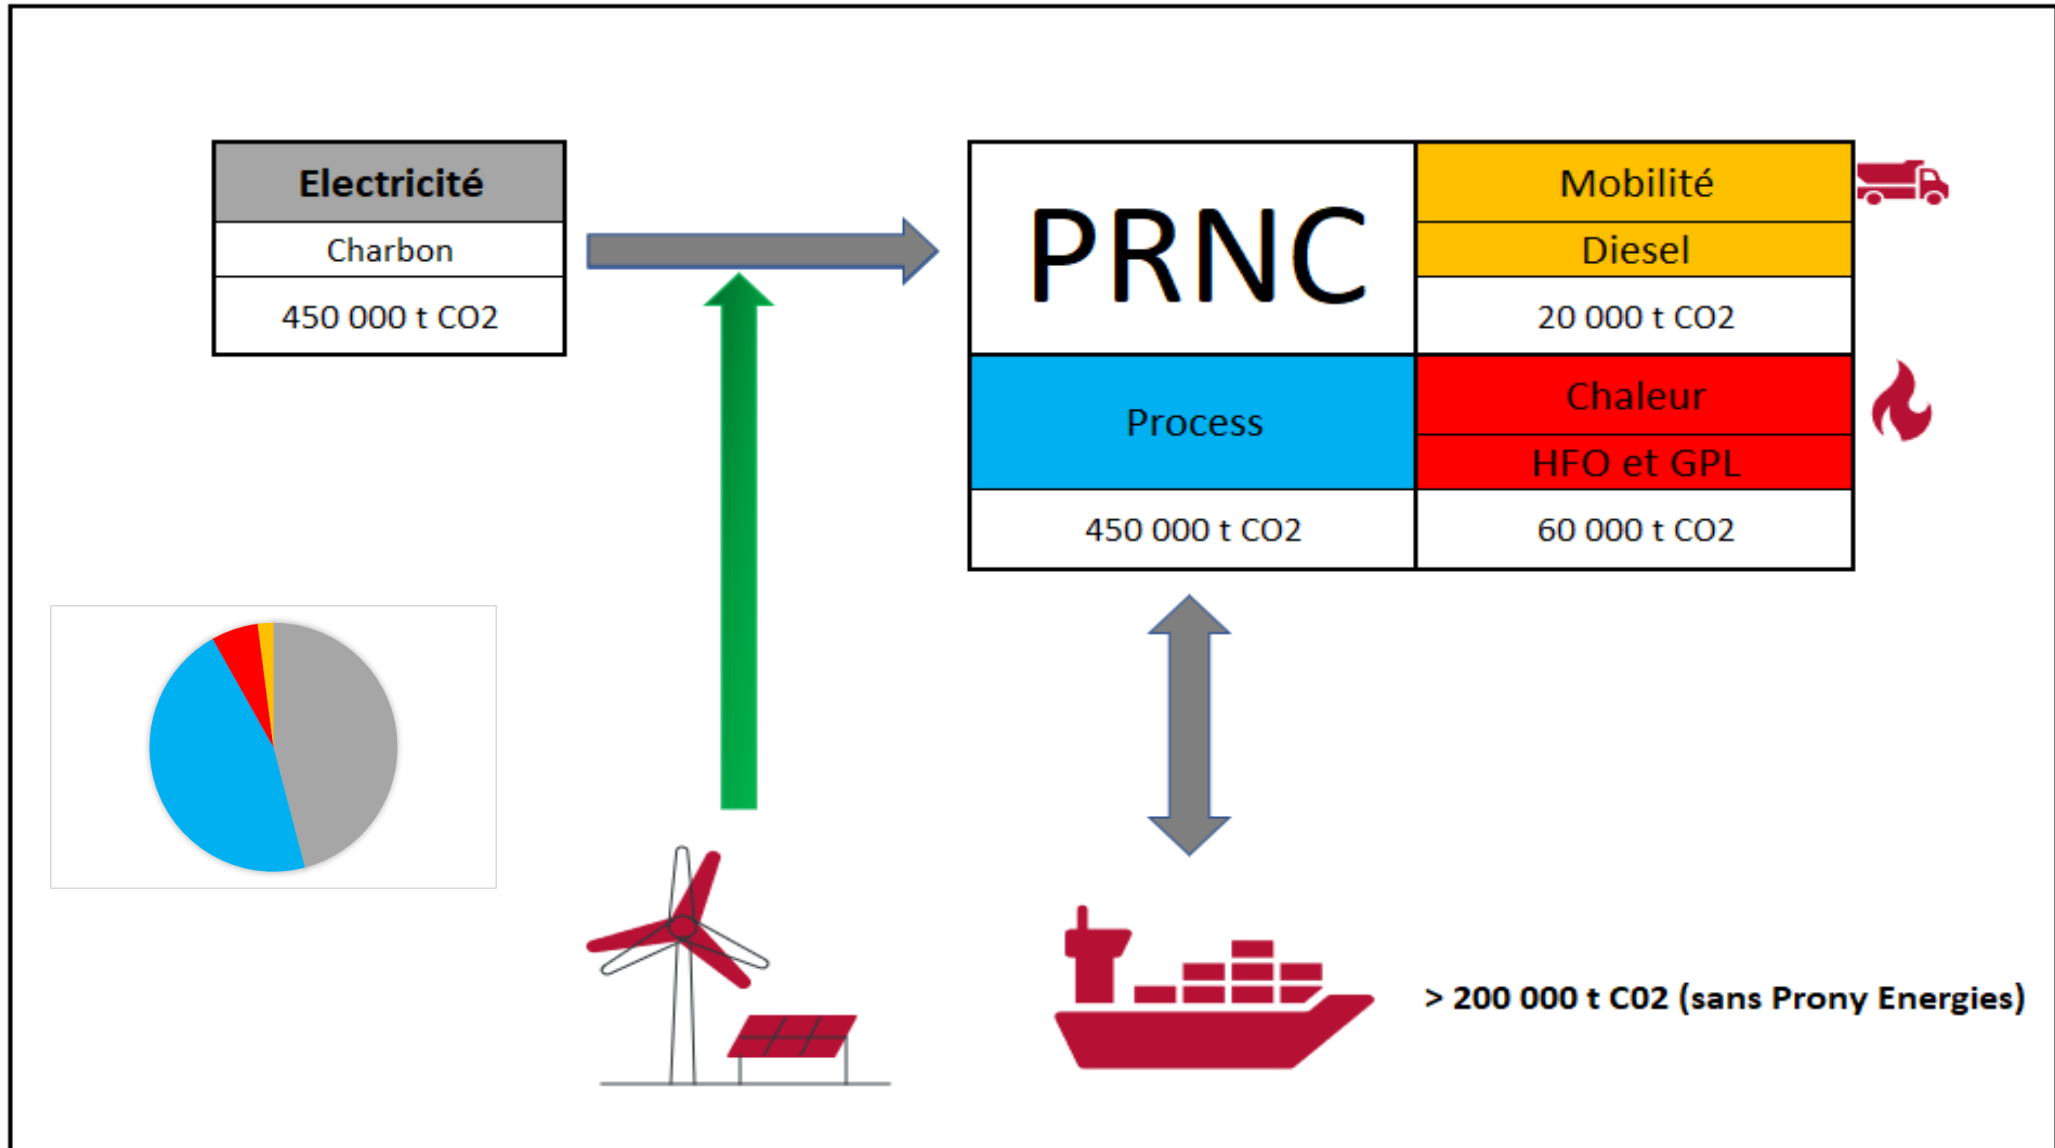 Electricité
Charbon
450 000 t CO2
PRNC
Mobilité
Diesel
20 000 t CO2
Process
450 000 t CO2
Chaleur
HFO et GPL
60 000 t CO2
> 200 000 t C02 (sans Prony Energies)